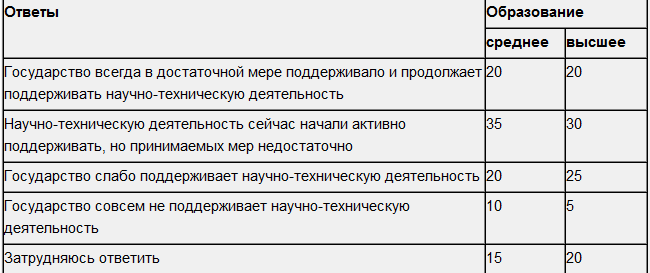 Ответы Образование
среднее высшее
Государство всегда в достаточной мере поддерживало и продолжает 20 20
поддерживать научно-техническую деятельность
Научно-техническую деятельность сейчас начали активно 35 30
поддерживать, но принимаемых мер недостаточно
Государство слабо поддерживает научно-техническую деятельность 20 25
Государство совсем не поддерживает научно-техническую 10 5
деятельность
Затрудняюсь ответить 15 20